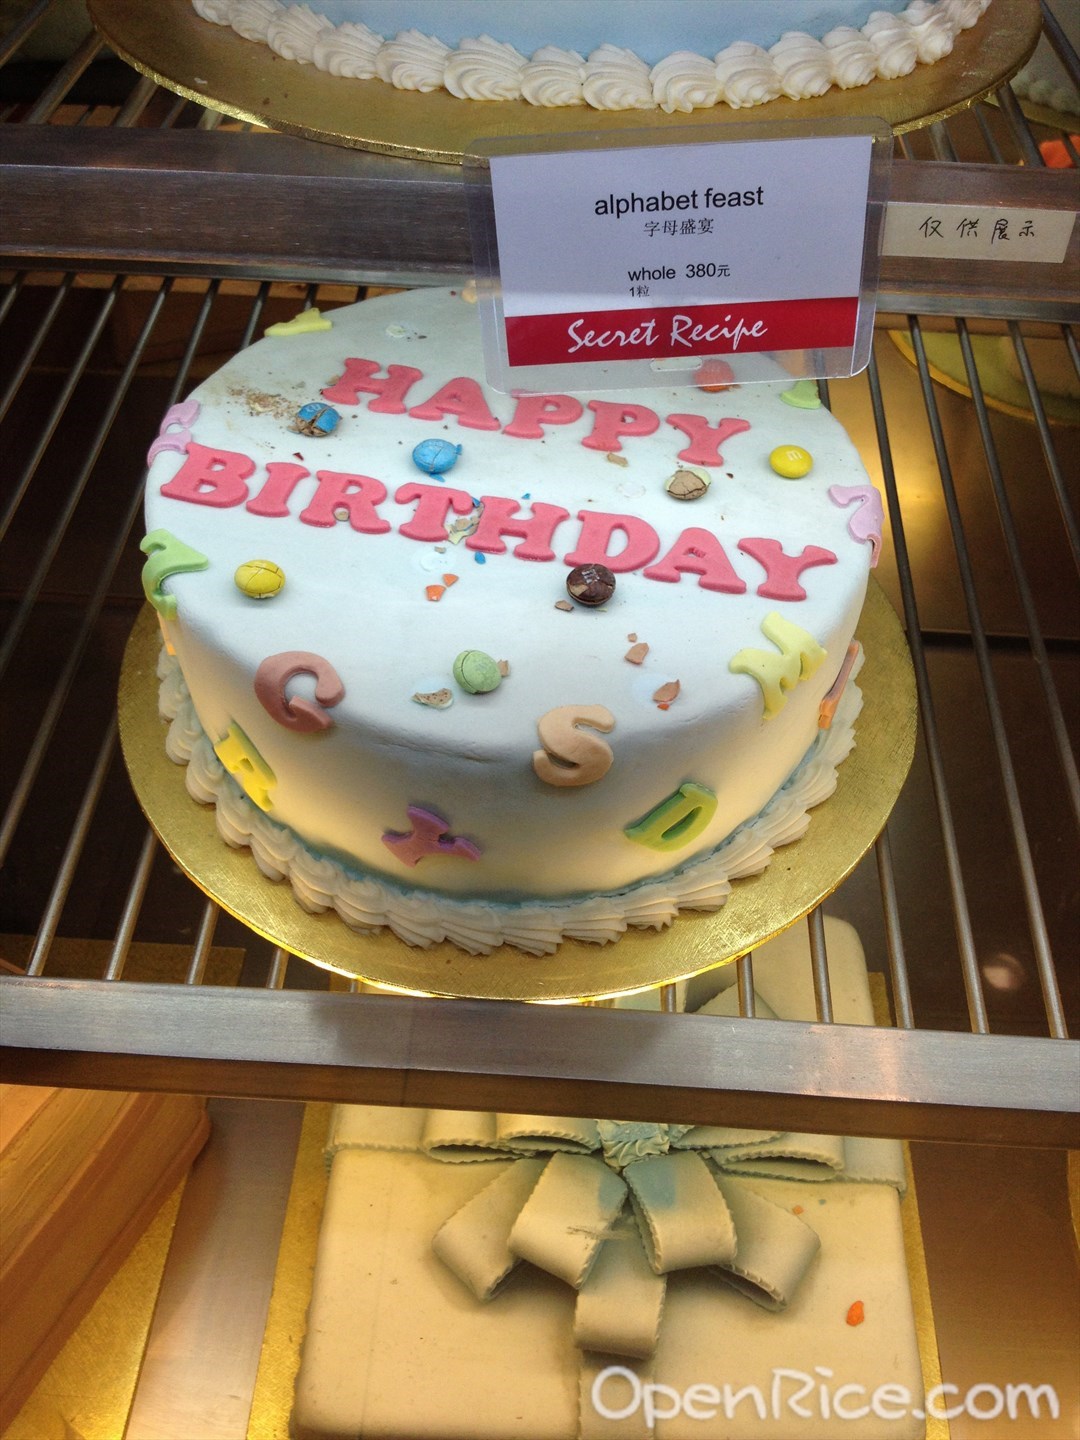 alphabet feast
字母盛宴
whole 380元
1粒
Secret Recipe
仅供展示
HAPPY
BIRTHDAY
G
S
D
OpenRice.com